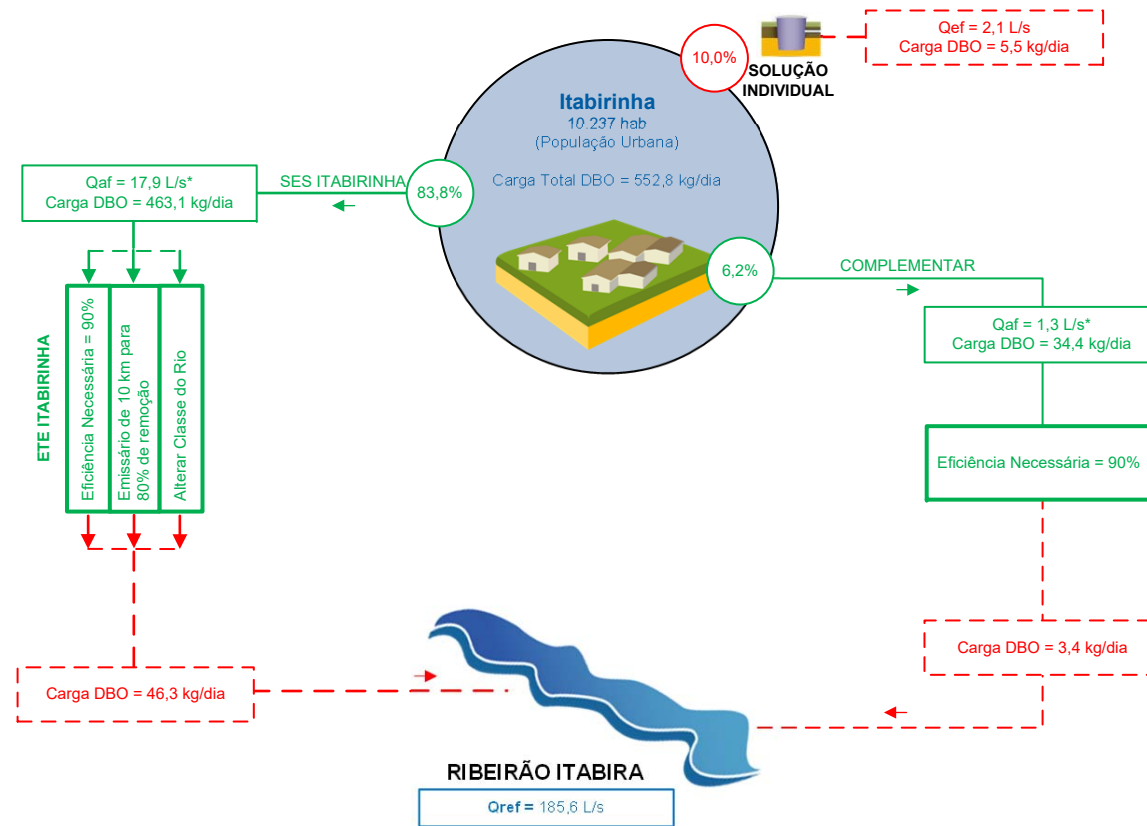 Qef = 2,1 L/s
Carga DBO = 5,5 kg/dia
10,0%
SOLUÇÃO
INDIVIDUAL
Itabirinha
10.237 hab
(População Urbana)
Carga Total DBO = 552,8 kg/dia
Qaf = 17,9 L/s*
Carga DBO = 463,1 kg/dia
SES ITABIRINHA
83,8%
6,2%
COMPLEMENTAR
Qaf = 1,3 L/s*
Carga DBO = 34,4 kg/dia
ETE ITABIRINHA
Eficiência Necessária = 90%
Emissário de 10 km para
80% de remoção
Alterar Classe do Rio
Eficiência Necessária = 90%
Carga DBO = 46,3 kg/dia
Carga DBO = 3,4 kg/dia
RIBEIRÃO ITABIRA
Qref = 185,6 L/s